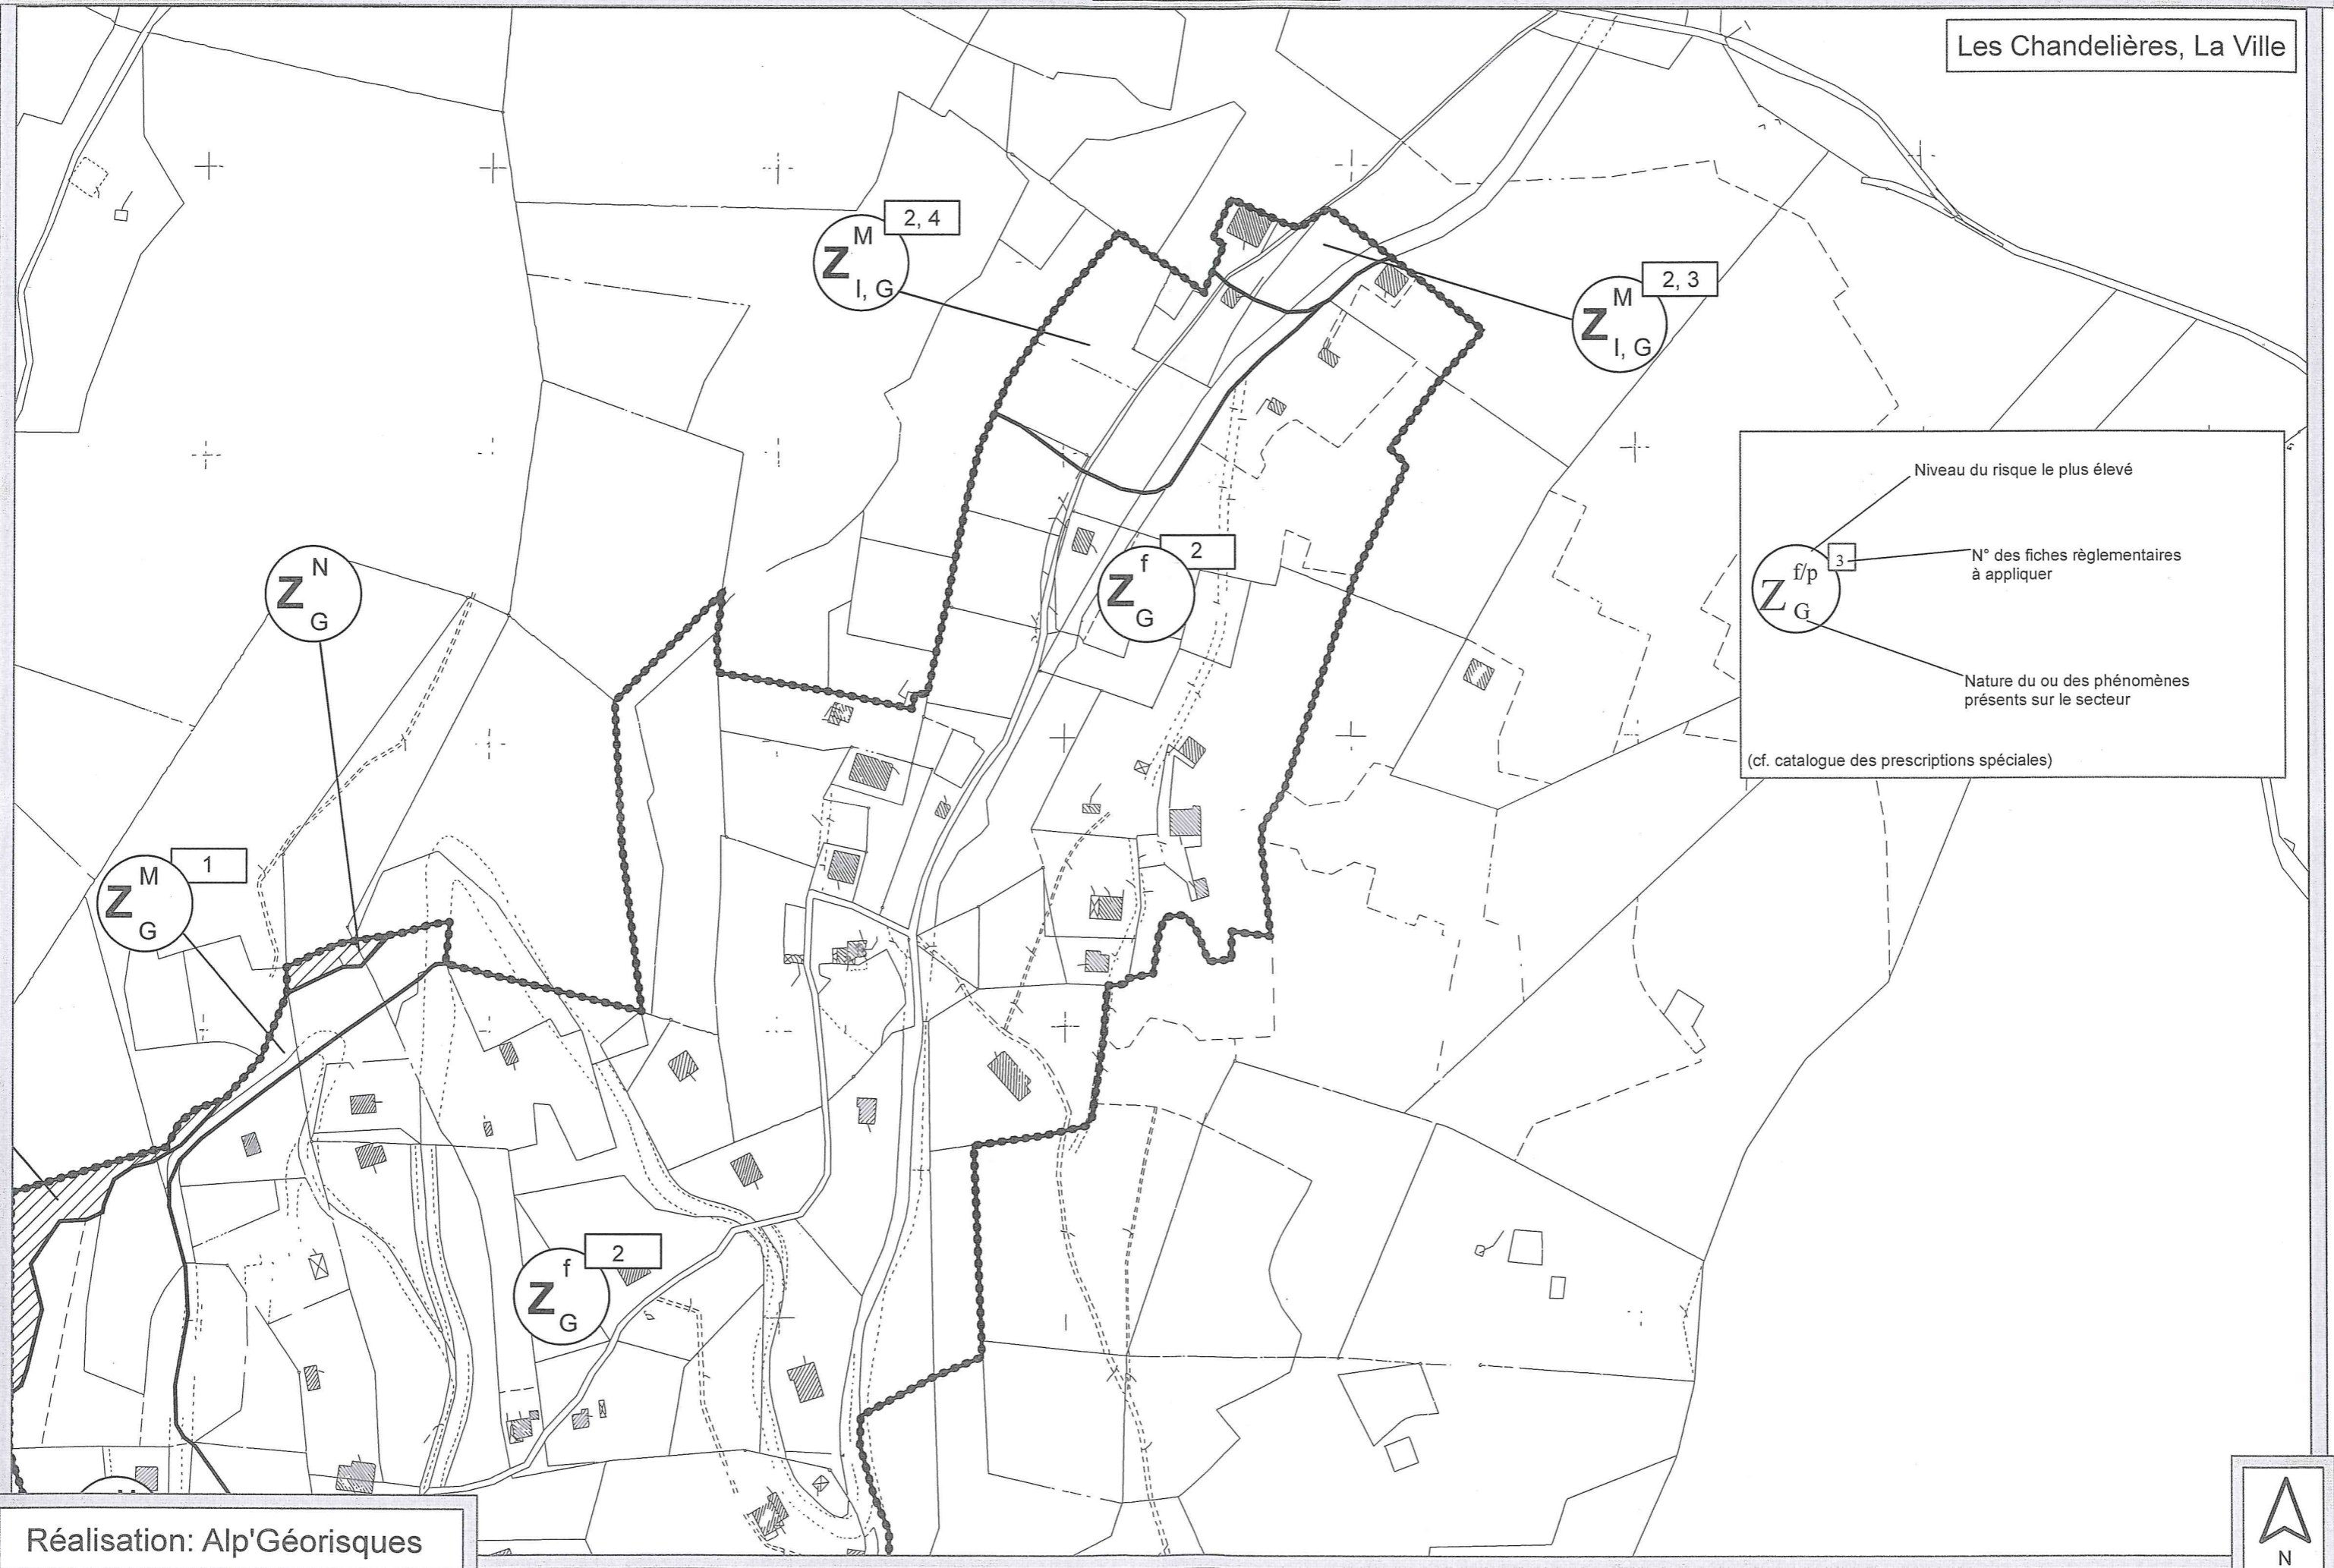 Les Chandelières, La Ville
Z M I, G
2, 4
Z M I, G
2, 3
Niveau du risque le plus élevé
Z f/p G
3
N° des fiches règlementaires
à appliquer
Nature du ou des phénomènes
présents sur le secteur
(cf. catalogue des prescriptions spéciales)
Z N G
Z f G
2
Z M G
1
Z f G
2
Réalisation: Alp'Géorisques
N